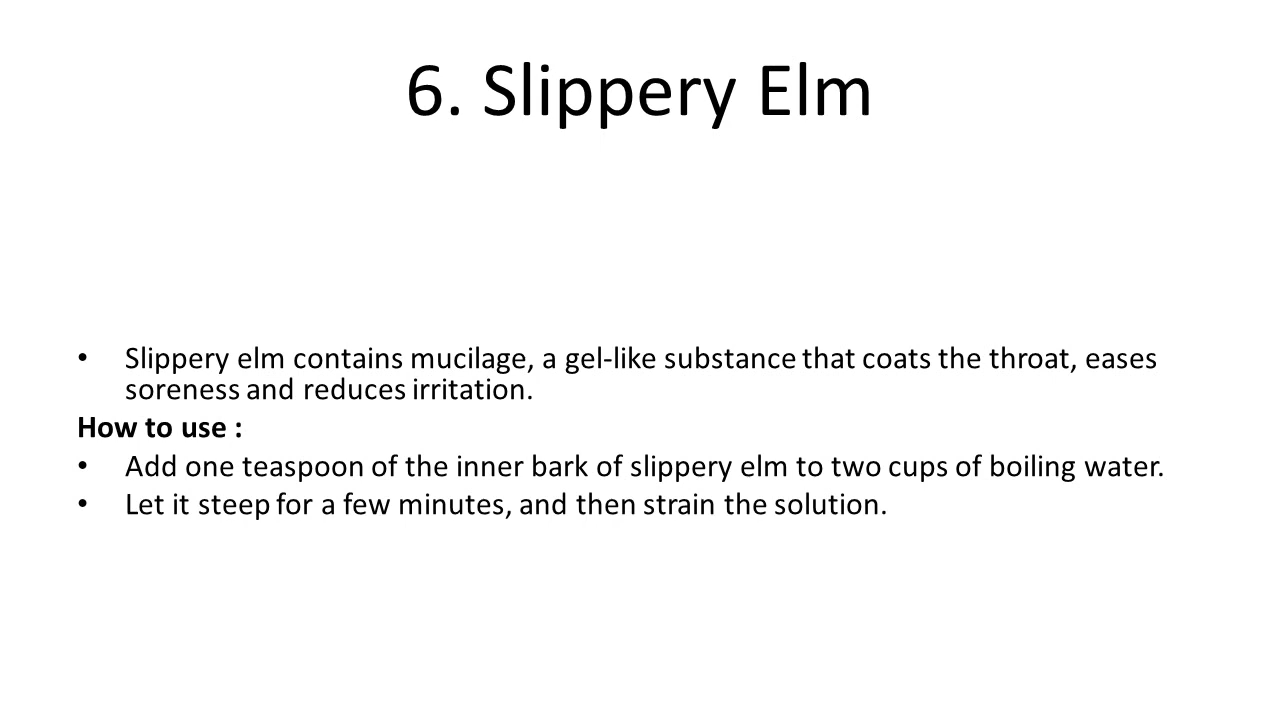 6. Slippery Elm
• Slippery elm contains mucilage, a gel-like substance that coats the throat, eases
soreness and reduces irritation.
How to use :
• Add one teaspoon of the inner bark of slippery elm to two cups of boiling water.
• Let it steep for a few minutes, and then strain the solution.